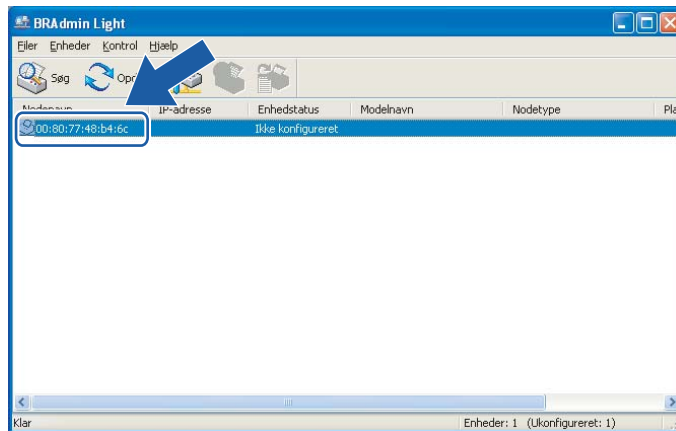 BRAdmin Light
Filer Enheder Kontrol Hjælp
Søg
Nodenavn IP-adresse Enhedstatus Modelnavn Nodetype
00:80:77:48:b4:6c Ikke konfigureret
Klar Enheder: 1 (Ukonfigureret: 1)